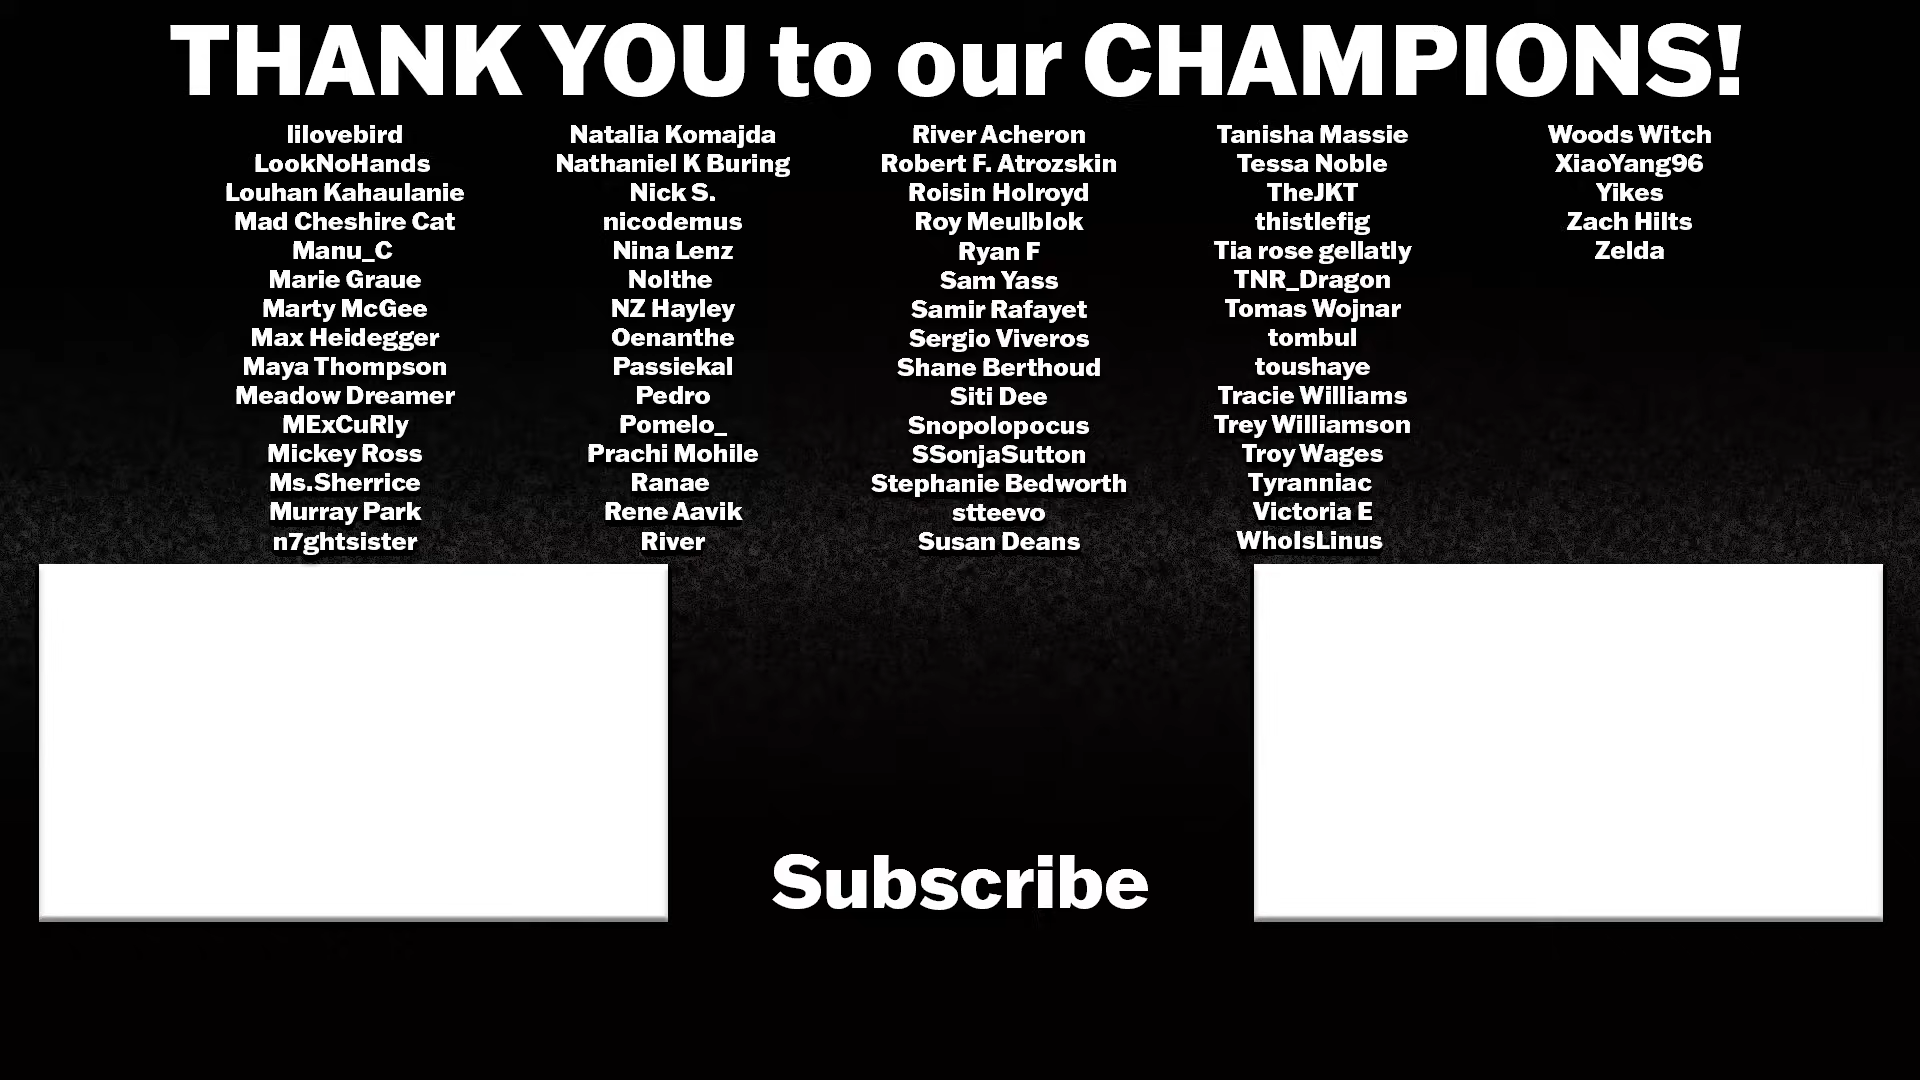 THANK YOU to our CHAMPIONS!
lilovebird
LookNoHands
Louhan Kahaulanie
Mad Cheshire Cat
Manu_C
Marie Graue
Marty McGee
Max Heidegger
Maya Thompson
Meadow Dreamer
MExCuRly
Mickey Ross
Ms.Sherrice
Murray Park
n7ghtsister
Natalia Komajda
Nathaniel K Buring
Nick S.
nicodemus
Nina Lenz
Nolthe
NZ Hayley
Oenanthe
Passiekal
Pedro
Pomelo_
Prachi Mohile
Ranae
Rene Aavik
River
River Acheron
Robert F. Atrozskin
Roisin Holroyd
Roy Meulblok
Ryan F
Sam Yass
Samir Rafayet
Sergio Viveros
Shane Berthoud
Siti Dee
Snopolopocus
SSonjaSutton
Stephanie Bedworth
stteevo
Susan Deans
Tanisha Massie
Tessa Noble
TheJKT
thistlefig
Tia rose gellatly
TNR_Dragon
Tomas Wojnar
tombul
toushaye
Tracie Williams
Trey Williamson
Troy Wages
Tyranniac
Victoria E
WhoIsLinus
Woods Witch
XiaoYang96
Yikes
Zach Hilts
Zelda
Subscribe